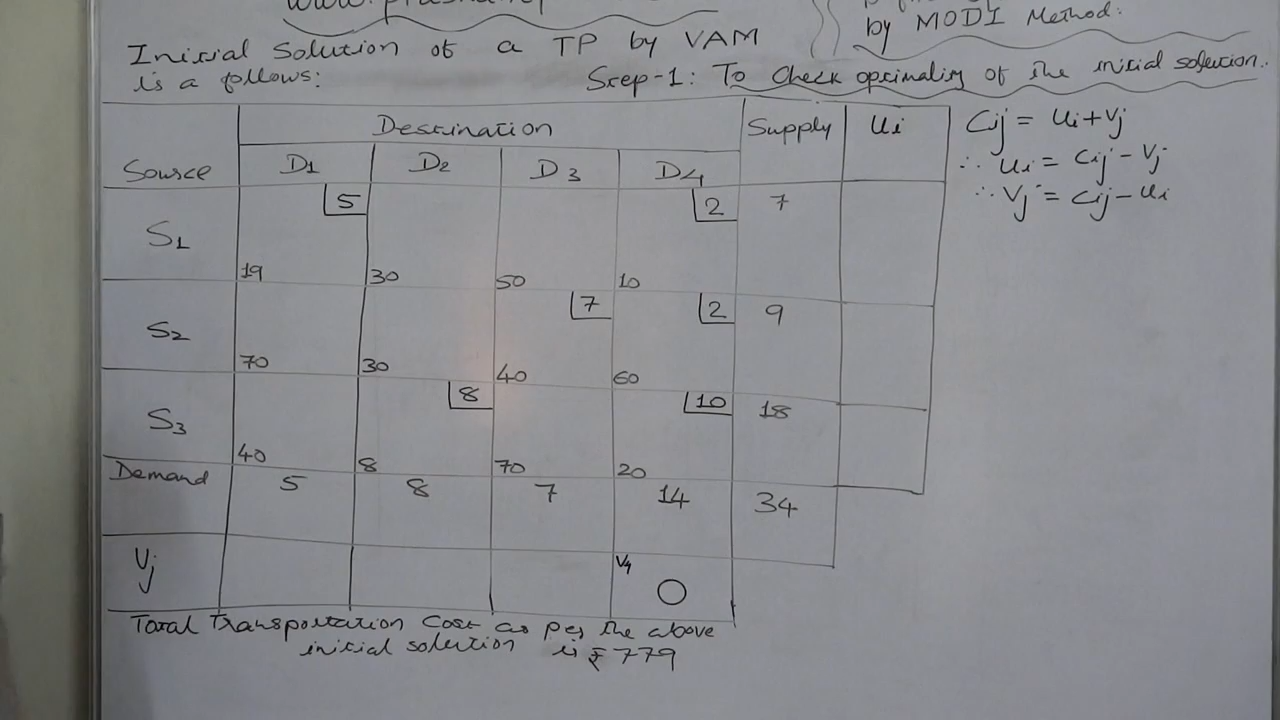 by MODI Method.
Inicial Solution of a TP by VAM
is a follows:
Step-1: To Check optimality of the initial solution..
Source
Destination
Supply
Ui
D1 D2 D3 D4
S1
5
2
7
19 30 50 10
S2
7
2
9
70 30 40 60
S3
8
10
18
40 8 70 20
Demand 5 8 7 14 34
Vj
V4
0
Total Transportation Cost as per the above
initial solution is ₹ 779
Cij = Ui+Vj
∴ Ui = Cij - Vj
∴ Vj = Cij - Ui